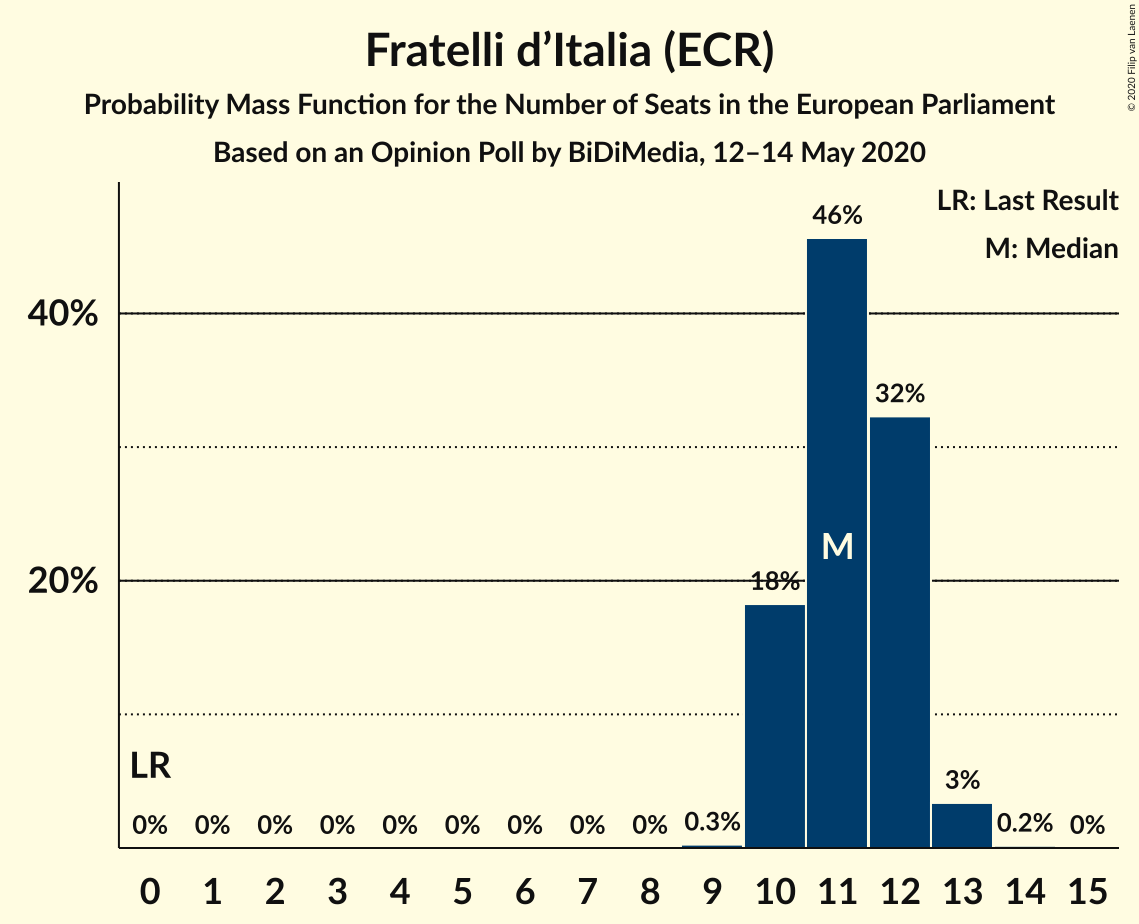 Fratelli d’Italia (ECR)
Probability Mass Function for the Number of Seats in the European Parliament
Based on an Opinion Poll by BiDiMedia, 12–14 May 2020
© 2020 Filip van Laenen
LR: Last Result
M: Median
46%
40%
32%
M
20%
18%
LR
3%
0% 0% 0% 0% 0% 0% 0% 0% 0% 0.3% 0.2% 0%
0 1 2 3 4 5 6 7 8 9 10 11 12 13 14 15